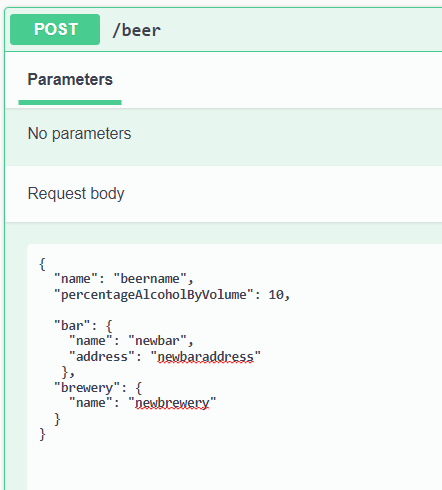 POST /beer
Parameters
No parameters
Request body
{
  "name": "beername",
  "percentageAlcoholByVolume": 10,

  "bar": {
    "name": "newbar",
    "address": "newbaraddress"
   },
  "brewery": {
    "name": "newbrewery"
  }
}